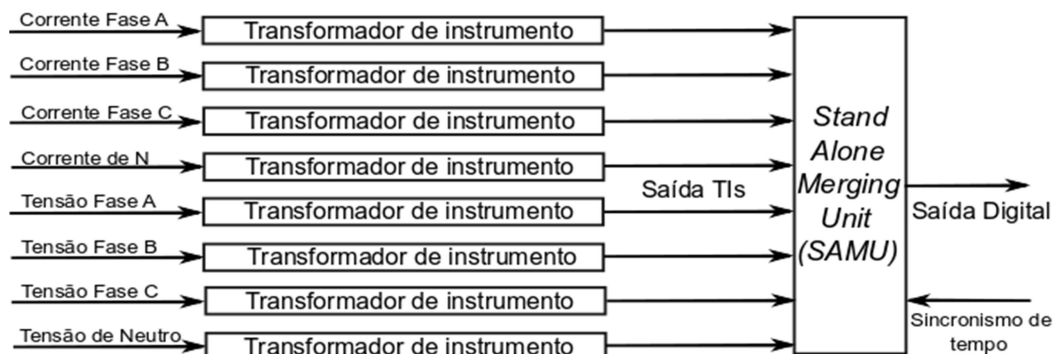 Corrente Fase A
Transformador de instrumento
Corrente Fase B
Transformador de instrumento
Corrente Fase C
Transformador de instrumento
Corrente de N
Transformador de instrumento
Tensão Fase A
Transformador de instrumento
Tensão Fase B
Transformador de instrumento
Tensão Fase C
Transformador de instrumento
Tensão de Neutro
Transformador de instrumento
Saída TIs
Stand
Alone
Merging
Unit
(SAMU)
Saída Digital
Sincronismo de
tempo